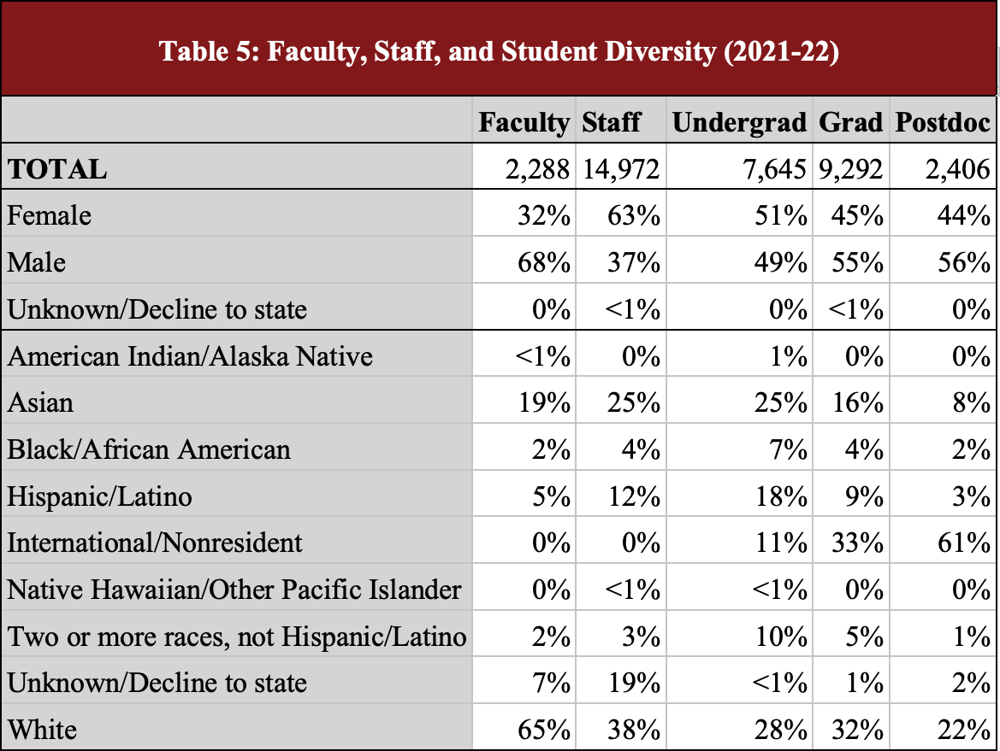 Table 5: Faculty, Staff, and Student Diversity (2021-22)
Faculty Staff Undergrad Grad Postdoc
TOTAL 2,288 14,972 7,645 9,292 2,406
Female 32% 63% 51% 45% 44%
Male 68% 37% 49% 55% 56%
Unknown/Decline to state 0% <1% 0% <1% 0%
American Indian/Alaska Native <1% 0% 1% 0% 0%
Asian 19% 25% 25% 16% 8%
Black/African American 2% 4% 7% 4% 2%
Hispanic/Latino 5% 12% 18% 9% 3%
International/Nonresident 0% 0% 11% 33% 61%
Native Hawaiian/Other Pacific Islander 0% <1% <1% 0% 0%
Two or more races, not Hispanic/Latino 2% 3% 10% 5% 1%
Unknown/Decline to state 7% 19% <1% 1% 2%
White 65% 38% 28% 32% 22%